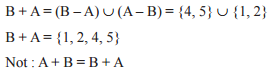 B + A = (B – A) ∪ (A – B) = {4, 5} ∪ {1, 2}
B + A = {1, 2, 4, 5}
Not : A + B = B + A